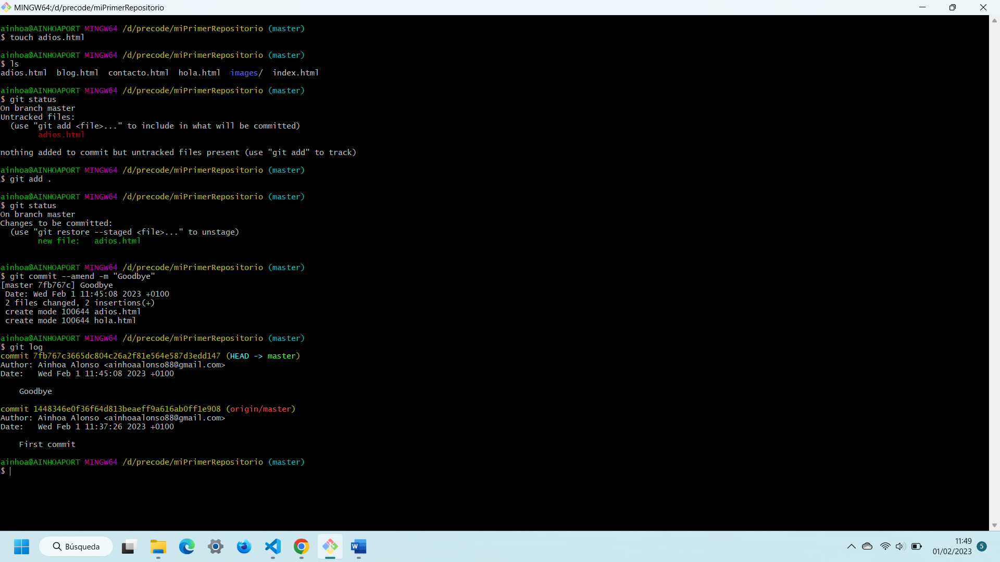 MINGW64:/d/precode/miPrimerRepositorio
ainhoa@AINHOAPORT MINGW64 /d/precode/miPrimerRepositorio (master)
$ touch adios.html
ainhoa@AINHOAPORT MINGW64 /d/precode/miPrimerRepositorio (master)
$ ls
adios.html  blog.html  contacto.html  hola.html  images/  index.html
ainhoa@AINHOAPORT MINGW64 /d/precode/miPrimerRepositorio (master)
$ git status
On branch master
Untracked files:
  (use "git add <file>..." to include in what will be committed)
        adios.html
nothing added to commit but untracked files present (use "git add" to track)
ainhoa@AINHOAPORT MINGW64 /d/precode/miPrimerRepositorio (master)
$ git add .
ainhoa@AINHOAPORT MINGW64 /d/precode/miPrimerRepositorio (master)
$ git status
On branch master
Changes to be committed:
  (use "git restore --staged <file>..." to unstage)
        new file:   adios.html
ainhoa@AINHOAPORT MINGW64 /d/precode/miPrimerRepositorio (master)
$ git commit --amend -m "Goodbye"
[master 7fb767c] Goodbye
 Date: Wed Feb 1 11:45:08 2023 +0100
 2 files changed, 2 insertions(+)
 create mode 100644 adios.html
 create mode 100644 hola.html
ainhoa@AINHOAPORT MINGW64 /d/precode/miPrimerRepositorio (master)
$ git log
commit 7fb767c3665dc804c26a2f81e564e587d3edd147 (HEAD -> master)
Author: Ainhoa Alonso <ainhoaalonso88@gmail.com>
Date:   Wed Feb 1 11:45:08 2023 +0100
    Goodbye
commit 1448346e0f36f64d813beaeff9a616ab0ff1e908 (origin/master)
Author: Ainhoa Alonso <ainhoaalonso88@gmail.com>
Date:   Wed Feb 1 11:37:26 2023 +0100
    First commit
ainhoa@AINHOAPORT MINGW64 /d/precode/miPrimerRepositorio (master)
$
Búsqueda
W
11:49
01/02/2023
5